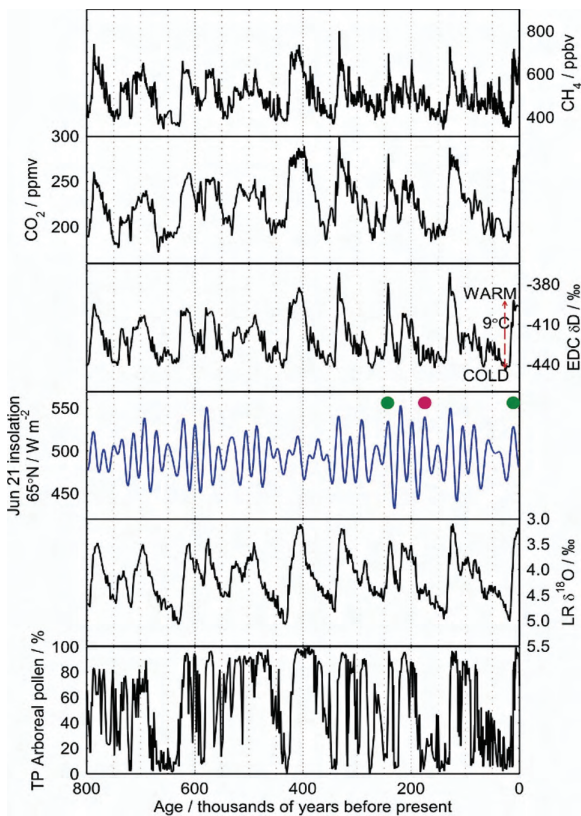 800
600
400
CH₄ / ppbv
300
250
200
CO₂ / ppmv
-380
-410
-440
EDC δD / ‰
WARM
9°C
COLD
550
500
450
Jun 21 insolation
65°N / W m⁻²
3.0
3.5
4.0
4.5
5.0
5.5
LR δ¹⁸O / ‰
100
80
60
40
20
0
TP Arboreal pollen / %
800 600 400 200 0
Age / thousands of years before present